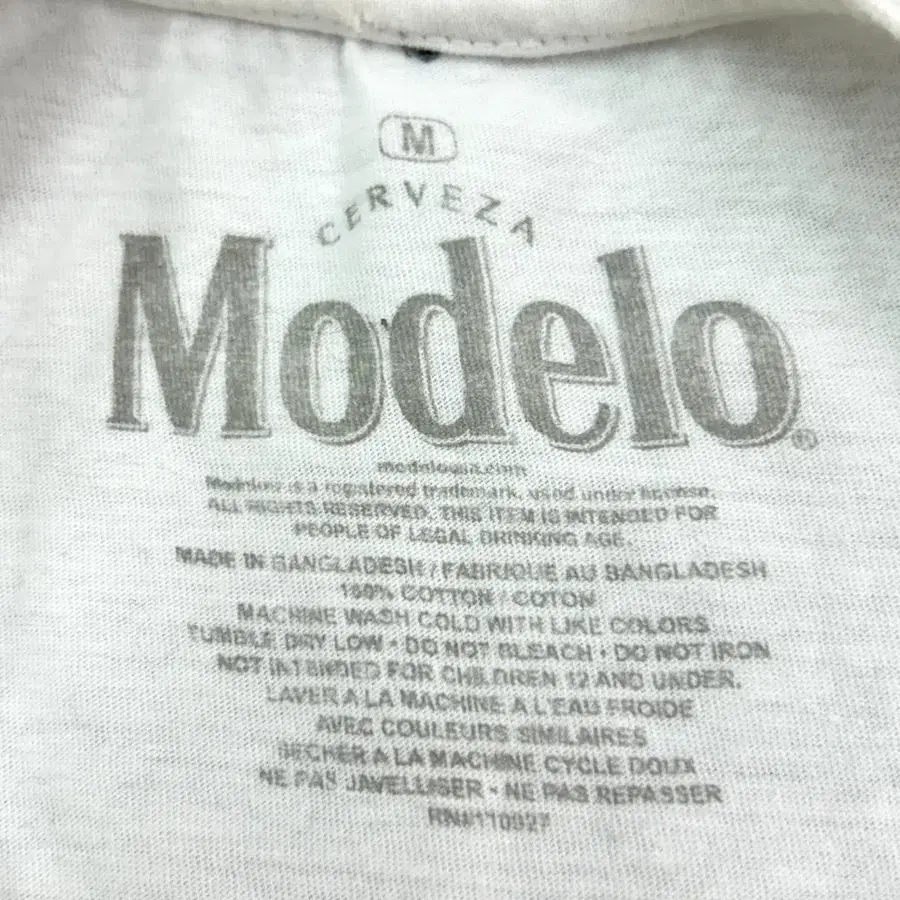 M
CERVEZA
Modelo®
modelousa.com
Modelo® is a registered trademark, used under license.
ALL RIGHTS RESERVED. THIS ITEM IS INTENDED FOR
PEOPLE OF LEGAL DRINKING AGE.
MADE IN BANGLADESH / FABRIQUE AU BANGLADESH
100% COTTON / COTON
MACHINE WASH COLD WITH LIKE COLORS
TUMBLE DRY LOW • DO NOT BLEACH • DO NOT IRON
NOT INTENDED FOR CHILDREN 12 AND UNDER.
LAVER A LA MACHINE A L'EAU FROIDE
AVEC COULEURS SIMILAIRES
SECHER A LA MACHINE CYCLE DOUX
NE PAS JAVELLISER • NE PAS REPASSER
RN#110927